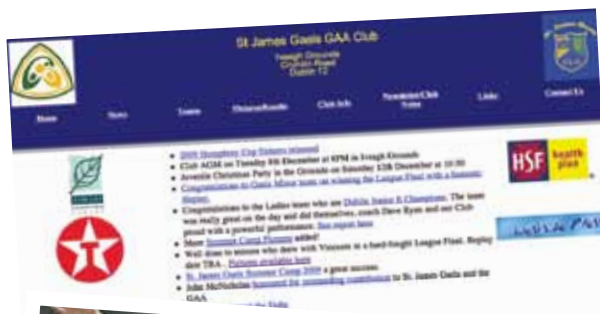 St James Gaels GAA Club
Iveagh Grounds
Crumlin Road
Dublin 12
Home News Teams Fixtures/Results Club Info Newsletter/Club Links Contact Us
Notes
2009 Humphrey Cup fixtures released
Club AGM on Tuesday 8th December at 8PM in Iveagh Grounds
Juvenile Christmas Party in the Grounds on Saturday 12th December at
Congratulations to Gaels Minor team on winning the League Final with a fantastic
display.
HSF health
plan
Congratulations to the Ladies team who are Dublin Junior E Champions. The team
was really great on the day and did themselves, coach Dave Ryan and our Club
proud with a powerful performance. See report here
More Summer Camp Pictures added!
Well done to minors who drew with Vincents in a hard-fought League Final. Replay
date TBA. Pictures available here
St. James Gaels Summer Camp 2009 a great success.
John McNicholas honoured for outstanding contribution to St. James Gaels and the
GAA